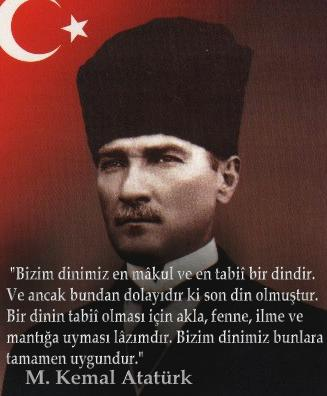 "Bizim dinimiz en mâkul ve en tabiî bir dindir.
Ve ancak bundan dolayıdır ki son din olmuştur.
Bir dinin tabiî olması için akla, fenne, ilme ve
mantığa uyması lâzımdır. Bizim dinimiz bunlara
tamamen uygundur."
M. Kemal Atatürk